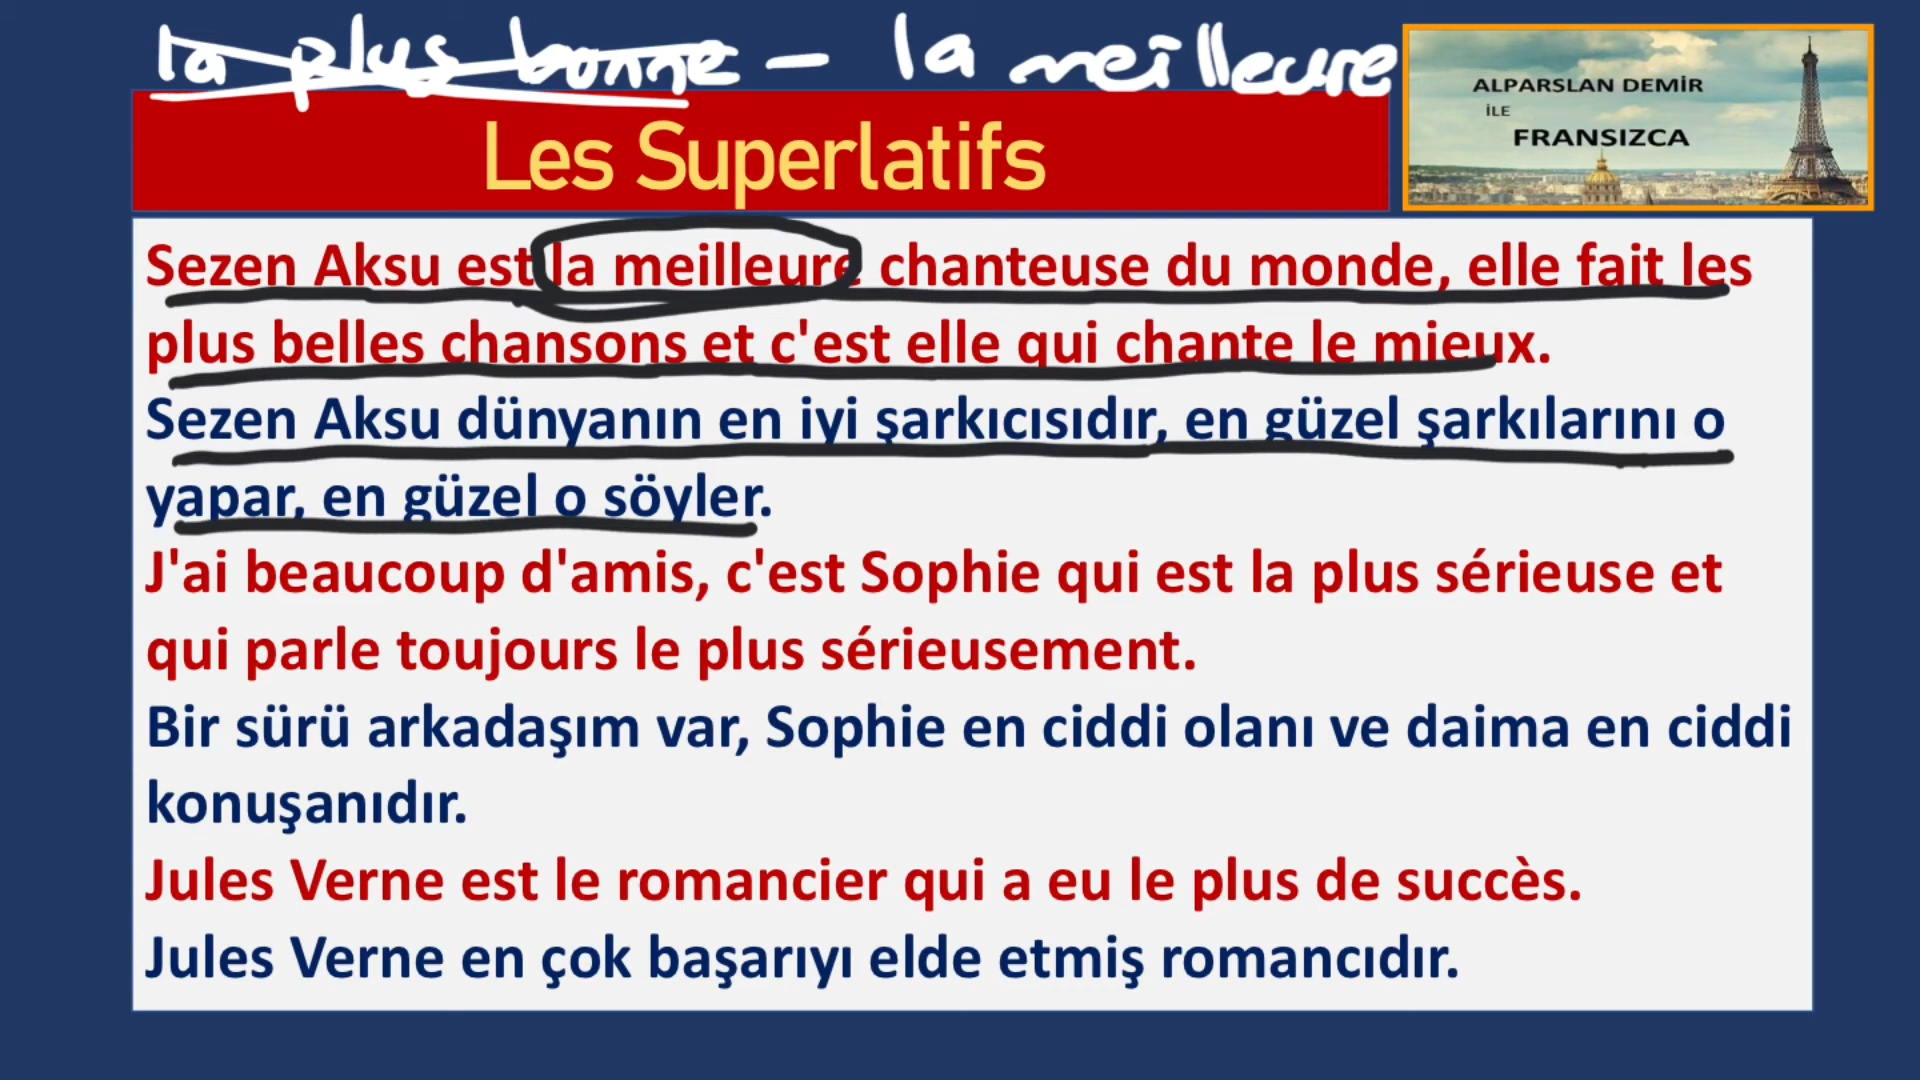 la plus bonne – la meilleure
ALPARSLAN DEMİR
İLE
FRANSIZCA
Les Superlatifs
Sezen Aksu est la meilleure chanteuse du monde, elle fait les
plus belles chansons et c'est elle qui chante le mieux.
Sezen Aksu dünyanın en iyi şarkıcısıdır, en güzel şarkılarını o
yapar, en güzel o söyler.
J'ai beaucoup d'amis, c'est Sophie qui est la plus sérieuse et
qui parle toujours le plus sérieusement.
Bir sürü arkadaşım var, Sophie en ciddi olanı ve daima en ciddi
konuşanıdır.
Jules Verne est le romancier qui a eu le plus de succès.
Jules Verne en çok başarıyı elde etmiş romancıdır.